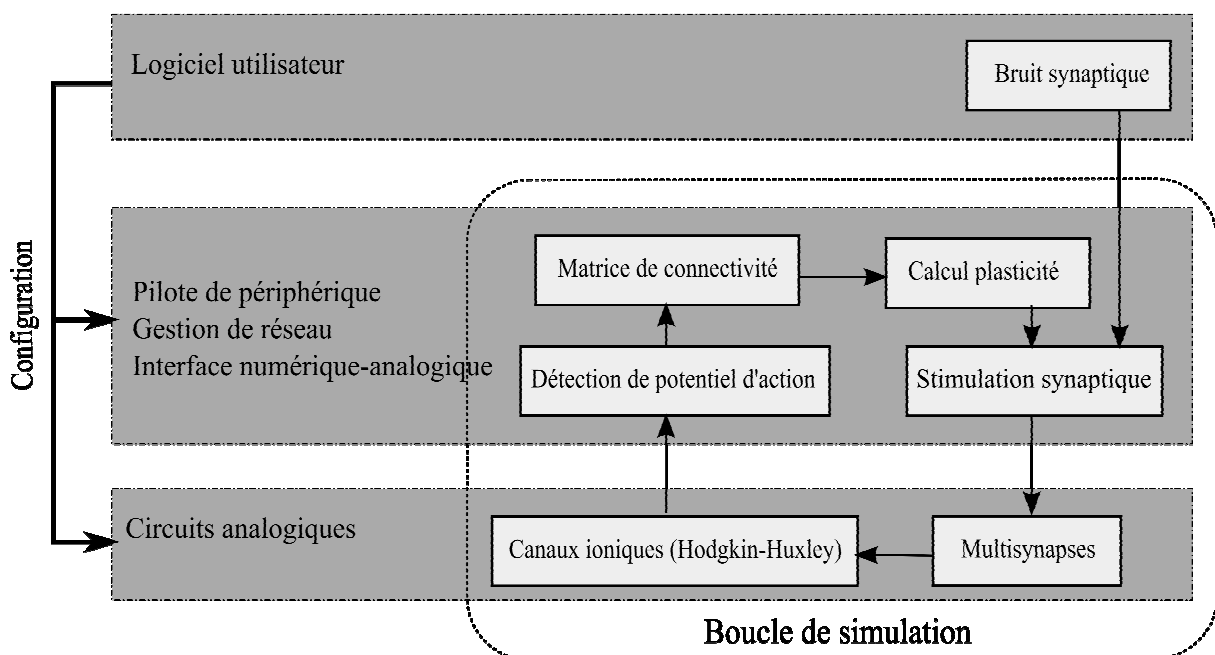 Logiciel utilisateur
Bruit synaptique
Configuration
Pilote de périphérique
Gestion de réseau
Interface numérique-analogique
Matrice de connectivité
Calcul plasticité
Détection de potentiel d'action
Stimulation synaptique
Circuits analogiques
Canaux ioniques (Hodgkin-Huxley)
Multisynapses
Boucle de simulation